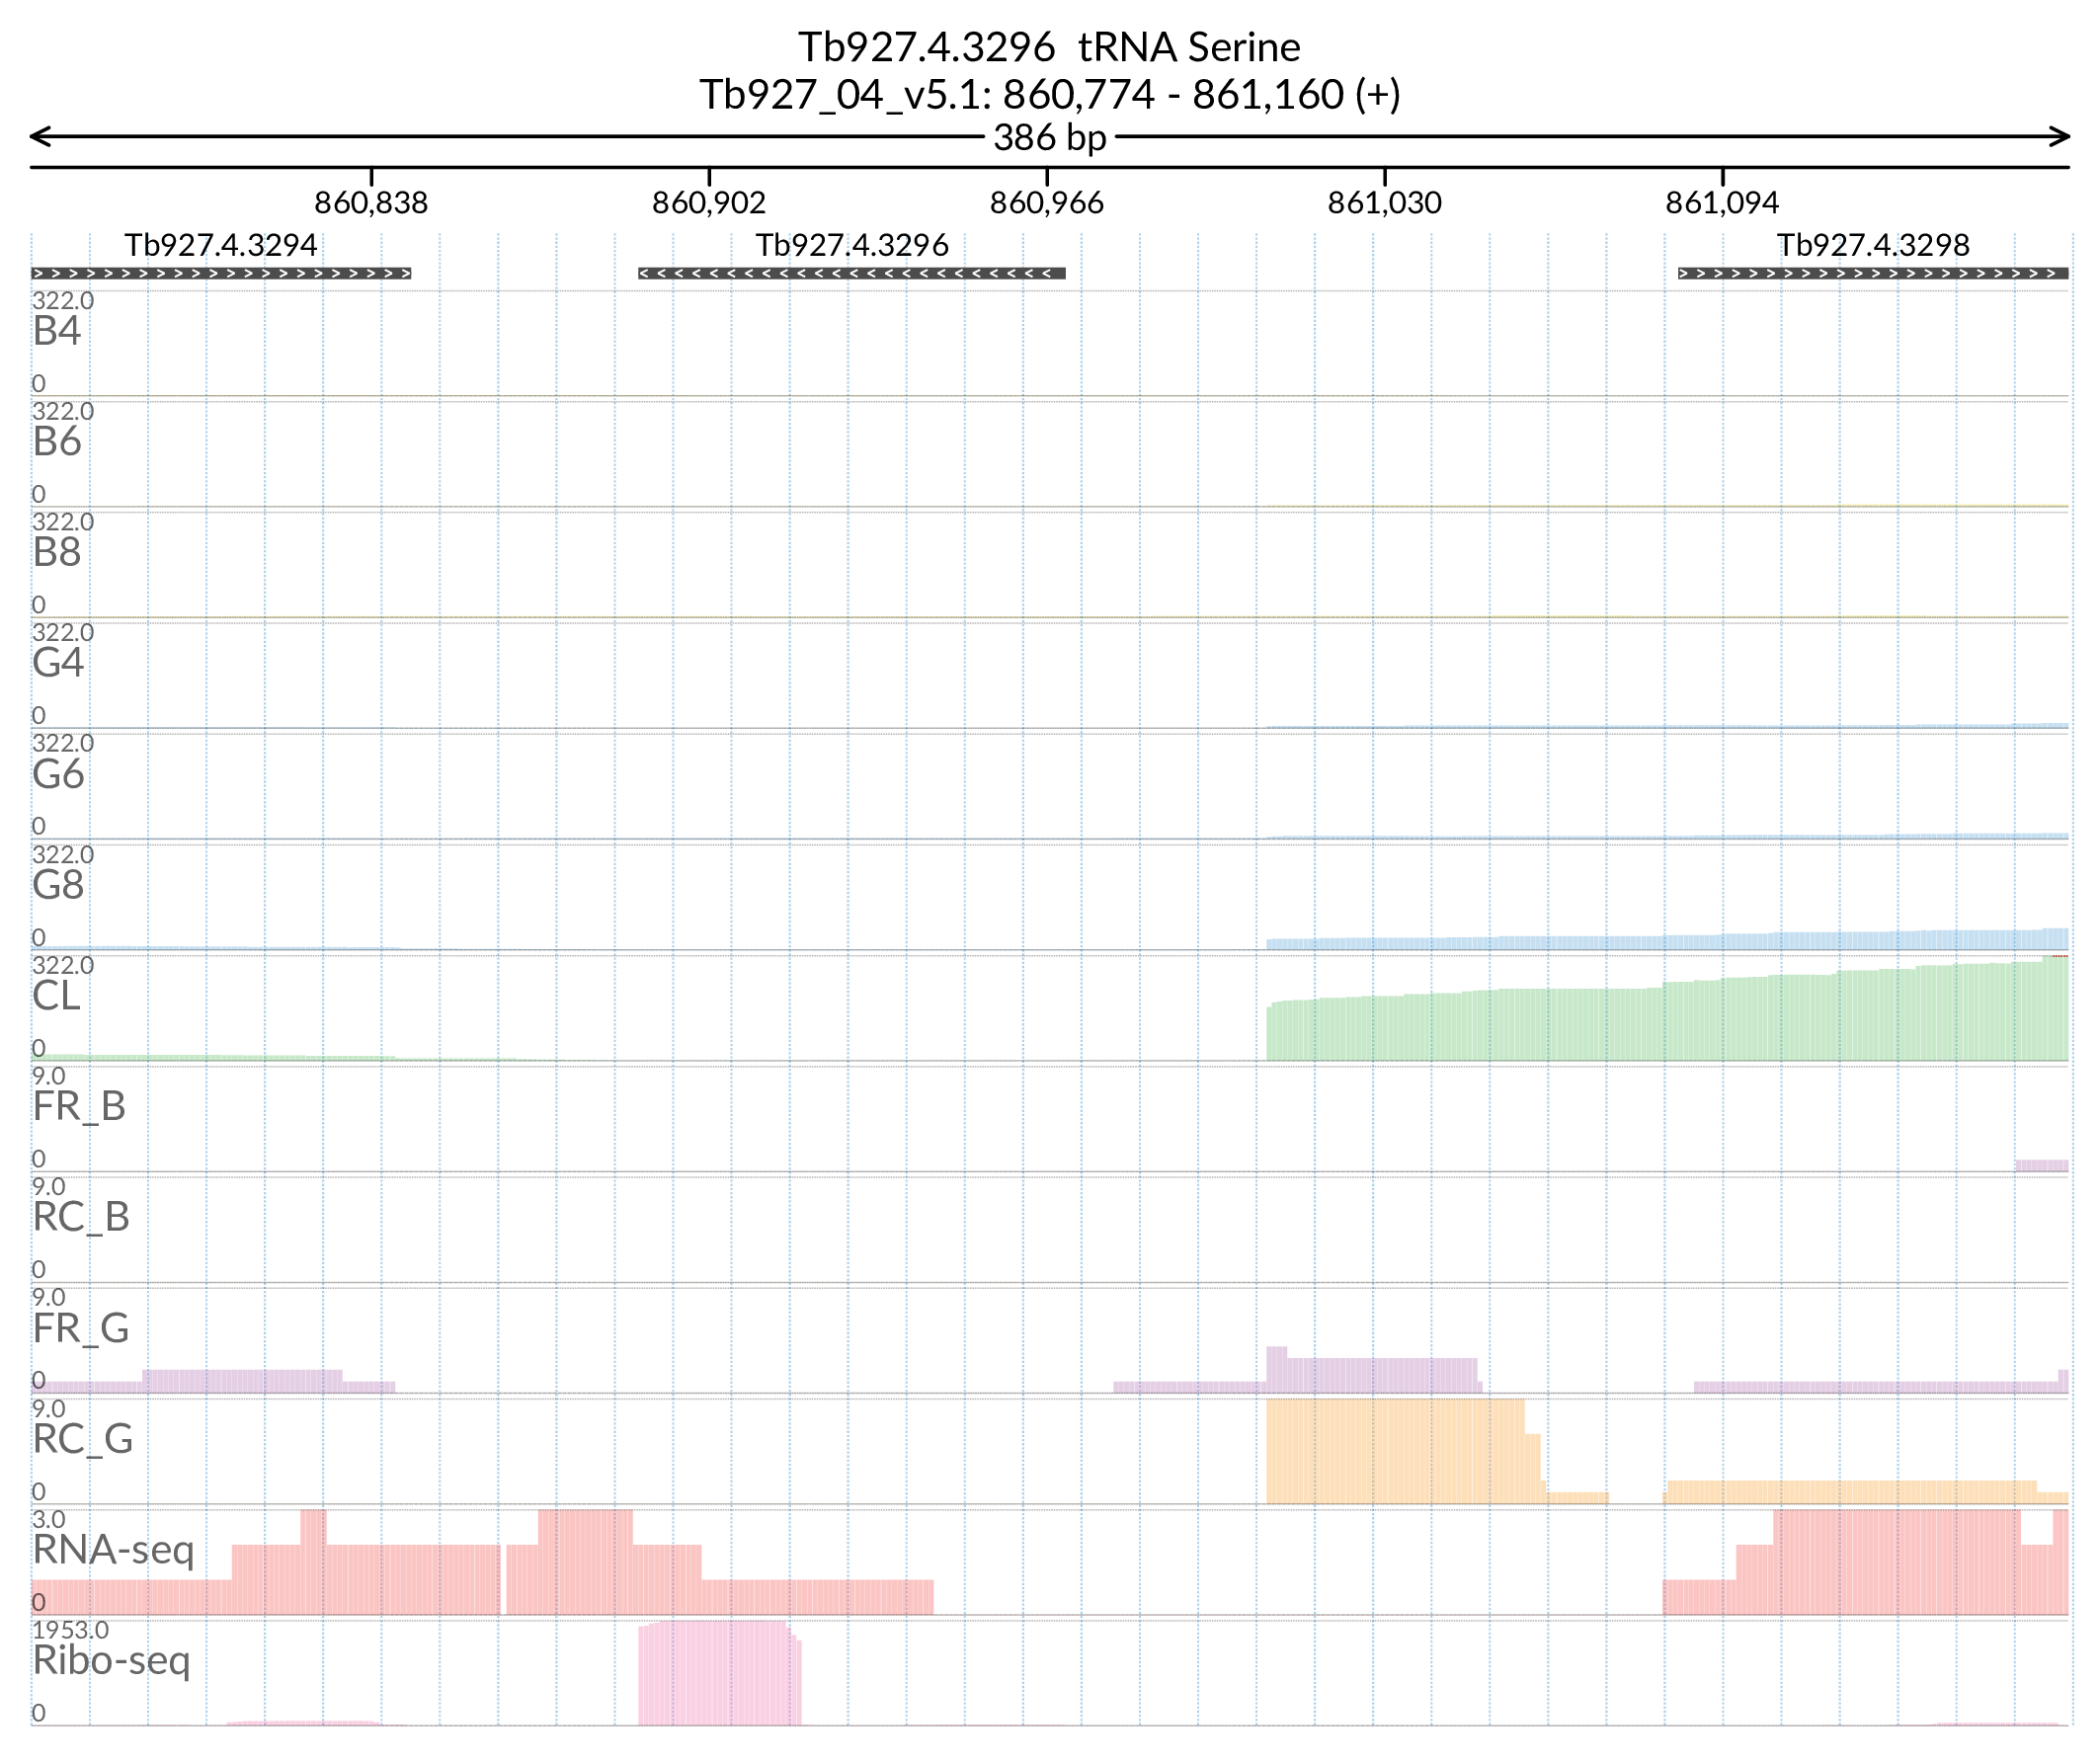 Tb927.4.3296  tRNA Serine
Tb927_04_v5.1: 860,774 - 861,160 (+)
386 bp
860,838 860,902 860,966 861,030 861,094
Tb927.4.3294 Tb927.4.3296 Tb927.4.3298
322.0
B4
0
322.0
B6
0
322.0
B8
0
322.0
G4
0
322.0
G6
0
322.0
G8
0
322.0
CL
0
9.0
FR_B
0
9.0
RC_B
0
9.0
FR_G
0
9.0
RC_G
0
3.0
RNA-seq
0
1953.0
Ribo-seq
0